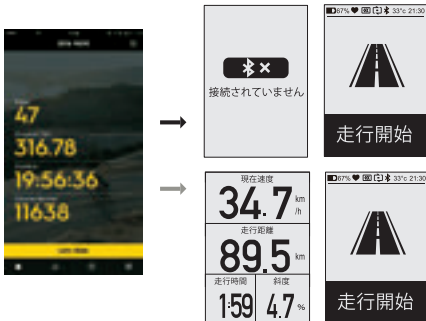 47
316.78
19:56:36
11638
接続されていません
67% 33°c 21:30
走行開始
現在速度
34.7 km/h
走行距離
89.5 km
走行時間 斜度
1:59 4.7 %
67% 33°c 21:30
走行開始